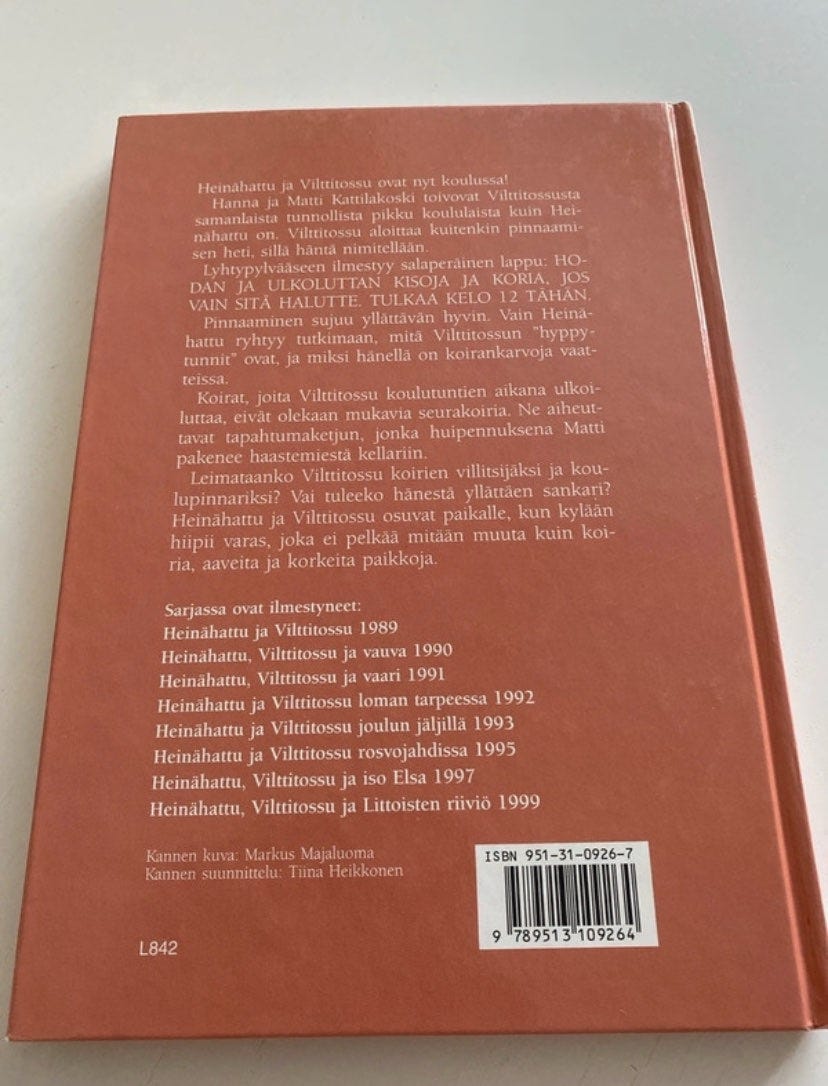 Heinähattu ja Vilttitossu ovat nyt koulussa!
Hanna ja Matti Kattilakoski toivovat Vilttitossusta
samanlaista tunnollista pikku koululaista kuin Hei-
nähattu on. Vilttitossu aloittaa kuitenkin pinnaami-
sen heti, sillä häntä nimitellään.
Lyhtypylvääseen ilmestyy salaperäinen lappu: HO-
DAN JA ULKOLUTTAN KISOJA JA KORIA, JOS
VAIN SITÄ HALUTTE. TULKAA KELO 12 TÄHÄN.
Pinnaaminen sujuu yllättävän hyvin. Vain Heinä-
hattu ryhtyy tutkimaan, mitä Vilttitossun "hyppy-
tunnit" ovat, ja miksi hänellä on koirankarvoja vaat-
teissa.
Koirat, joita Vilttitossu koulutuntien aikana ulkoi-
luttaa, eivät olekaan mukavia seurakoiria. Ne aiheut-
tavat tapahtumaketjun, jonka huipennuksena Matti
pakenee haastemiestä kellariin.
Leimataanko Vilttitossu koirien villitsijäksi ja kou-
lupinnariksi? Vai tuleeko hänestä yllättäen sankari?
Heinähattu ja Vilttitossu osuvat paikalle, kun kylään
hiipii varas, joka ei pelkää mitään muuta kuin koi-
ria, aaveita ja korkeita paikkoja.
Sarjassa ovat ilmestyneet:
Heinähattu ja Vilttitossu 1989
Heinähattu, Vilttitossu ja vauva 1990
Heinähattu, Vilttitossu ja vaari 1991
Heinähattu ja Vilttitossu loman tarpeessa 1992
Heinähattu ja Vilttitossu joulun jäljillä 1993
Heinähattu ja Vilttitossu rosvojahdissa 1995
Heinähattu, Vilttitossu ja iso Elsa 1997
Heinähattu, Vilttitossu ja Littoisten riiviö 1999
Kannen kuva: Markus Majaluoma
Kannen suunnittelu: Tiina Heikkonen
ISBN 951-31-0926-7
9 789513 109264
L842